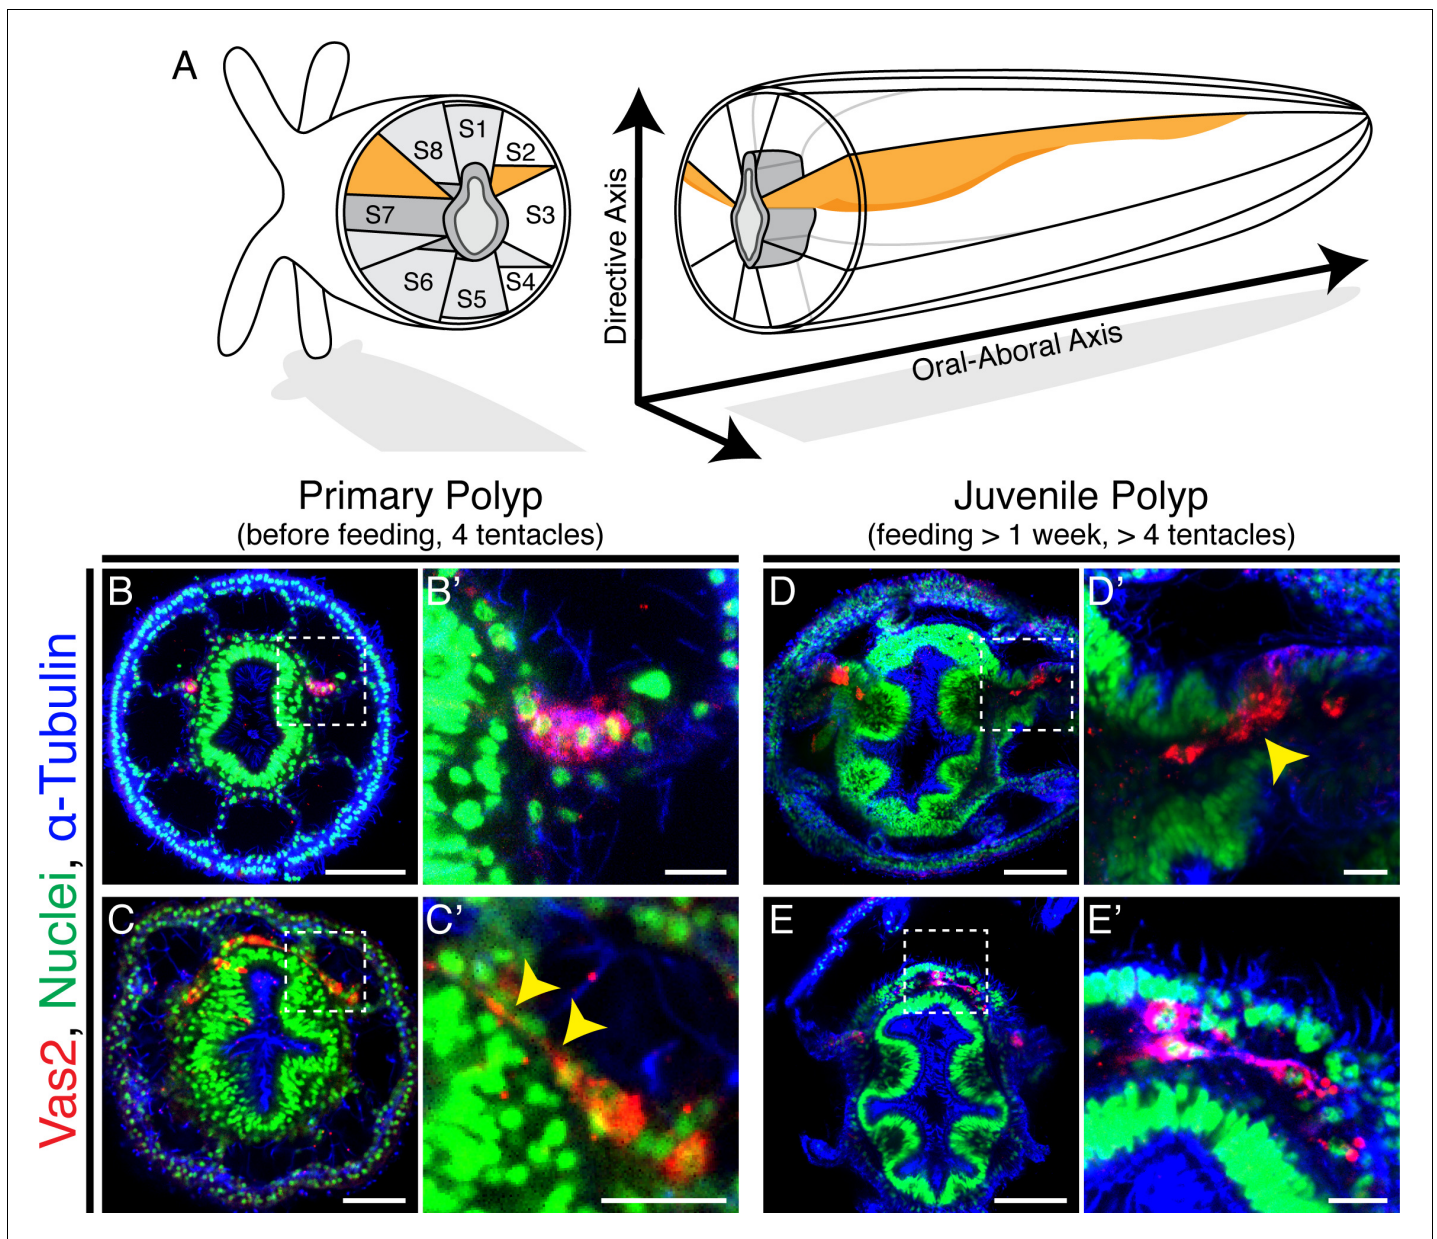 A
S1
S2
S8
S7
S3
S6
S5
S4
Directive Axis
Oral-Aboral Axis
Primary Polyp
(before feeding, 4 tentacles)
Juvenile Polyp
(feeding > 1 week, > 4 tentacles)
Vas2, Nuclei, α-Tubulin
B
B’
D
D’
C
C’
E
E’